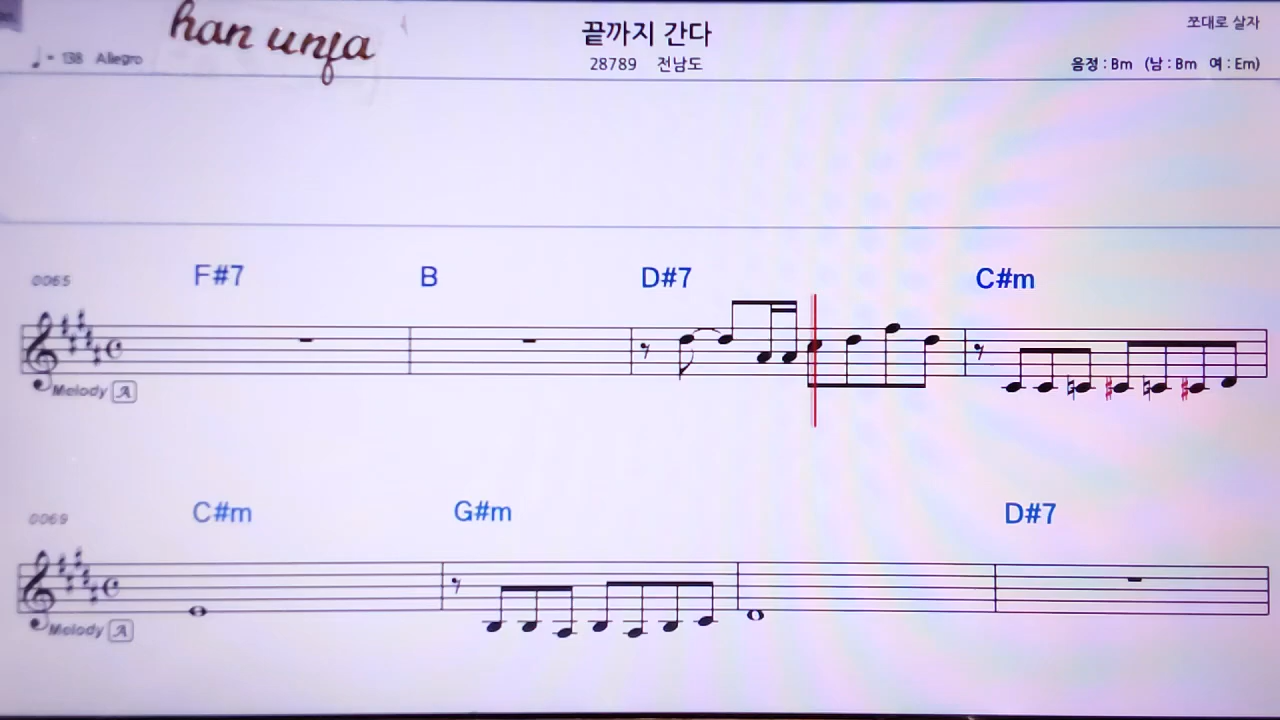 han unja
끝까지 간다
쪼대로 살자
♩ = 138 Allegro
28789 전남도
음정 : Bm (남 : Bm 여 : Em)
0065 F#7 B D#7 C#m
Melody A
0069 C#m G#m D#7
Melody A